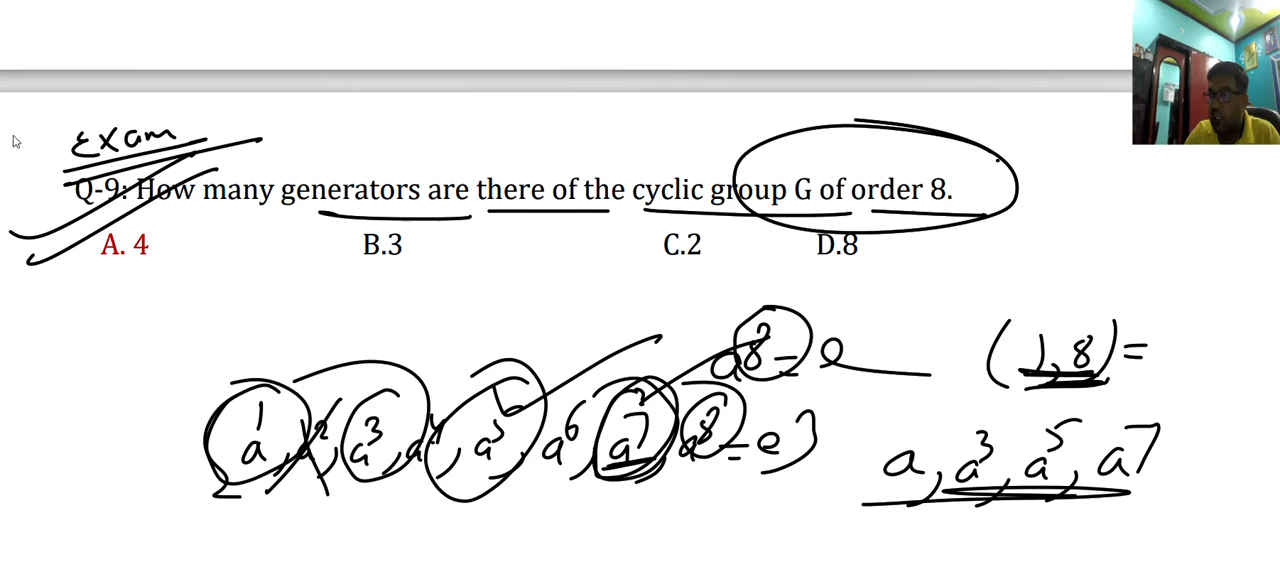 Exam
Q-9: How many generators are there of the cyclic group G of order 8.
A. 4 B.3 C.2 D.8
a⁸ = e (1, 8) =
a¹, a², a³, a⁴, a⁵, a⁶, a⁷, a⁸ = e }
a, a³, a⁵, a7